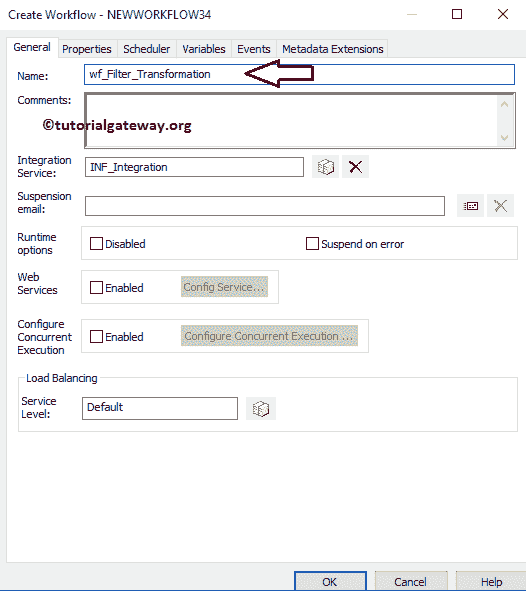 Create Workflow - NEWWORKFLOW34
General Properties Scheduler Variables Events Metadata Extensions
Name: wf_Filter_Transformation
Comments:
©tutorialgateway.org
Integration
Service: INF_Integration
Suspension
email:
Runtime
options Disabled Suspend on error
Web
Services Enabled Config Service...
Configure
Concurrent
Execution Enabled Configure Concurrent Execution ...
Load Balancing
Service
Level: Default
OK Cancel Help